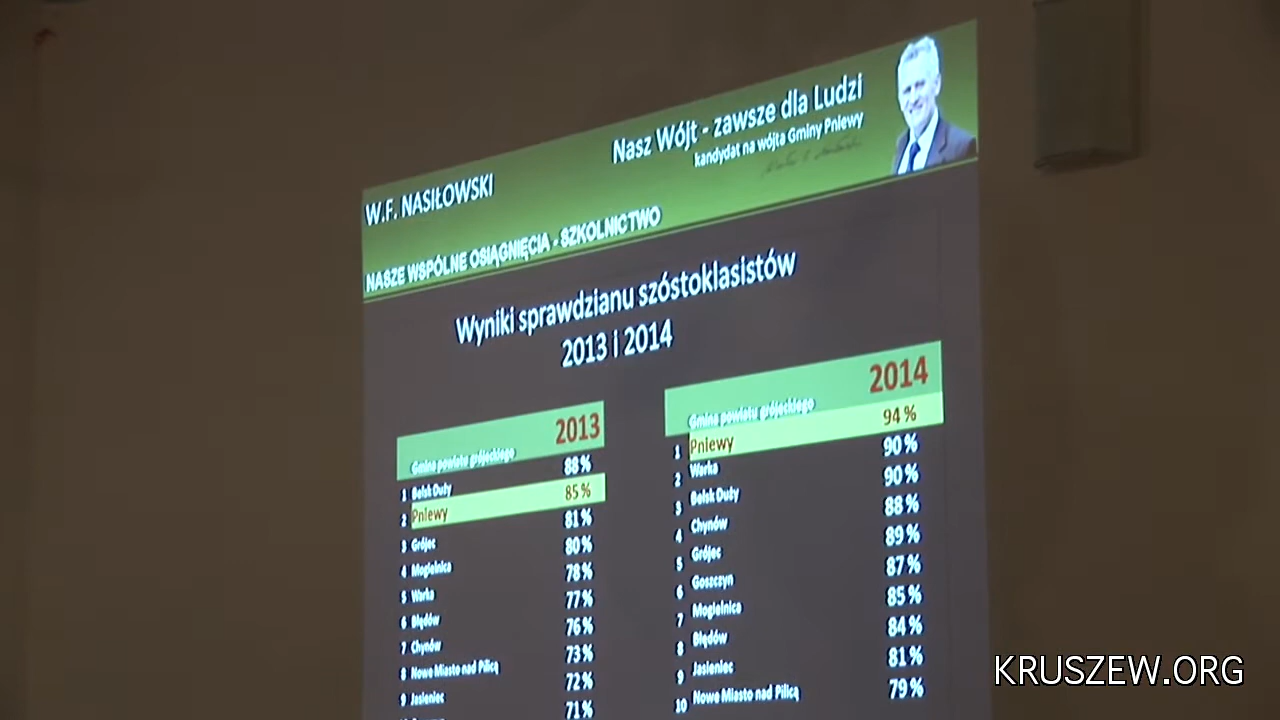 Nasz Wójt - zawsze dla Ludzi
kandydat na wójta Gminy Pniewy
W.F. NASIŁOWSKI
NASZE WSPÓLNE OSIĄGNIĘCIA - SZKOLNICTWO
Wyniki sprawdzianu szóstoklasistów
2013 i 2014
Gmina powiatu grójeckiego 2013
1 Belsk Duży 88 %
2 Pniewy 85 %
3 Grójec 81 %
4 Mogielnica 80 %
5 Warka 78 %
6 Błędów 77 %
7 Chynów 76 %
8 Nowe Miasto nad Pilicą 73 %
9 Jasieniec 72 %
71 %
Gmina powiatu grójeckiego 2014
1 Pniewy 94 %
2 Warka 90 %
3 Belsk Duży 90 %
4 Chynów 88 %
5 Grójec 89 %
6 Goszczyn 87 %
7 Mogielnica 85 %
8 Błędów 84 %
9 Jasieniec 81 %
10 Nowe Miasto nad Pilicą 79 %
KRUSZEW.ORG